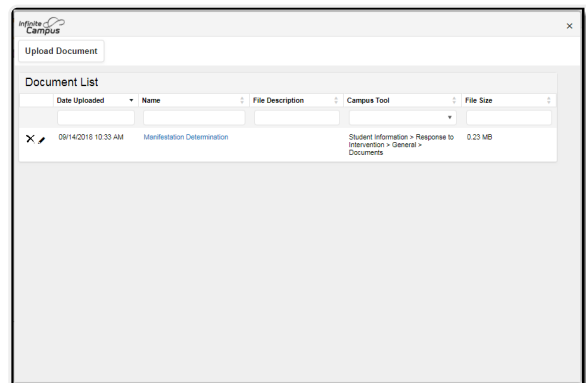 Infinite
Campus
×
Upload Document
Document List
Date Uploaded Name File Description Campus Tool File Size
09/14/2018 10:33 AM Manifestation Determination Student Information > Response to 0.23 MB
Intervention > General >
Documents